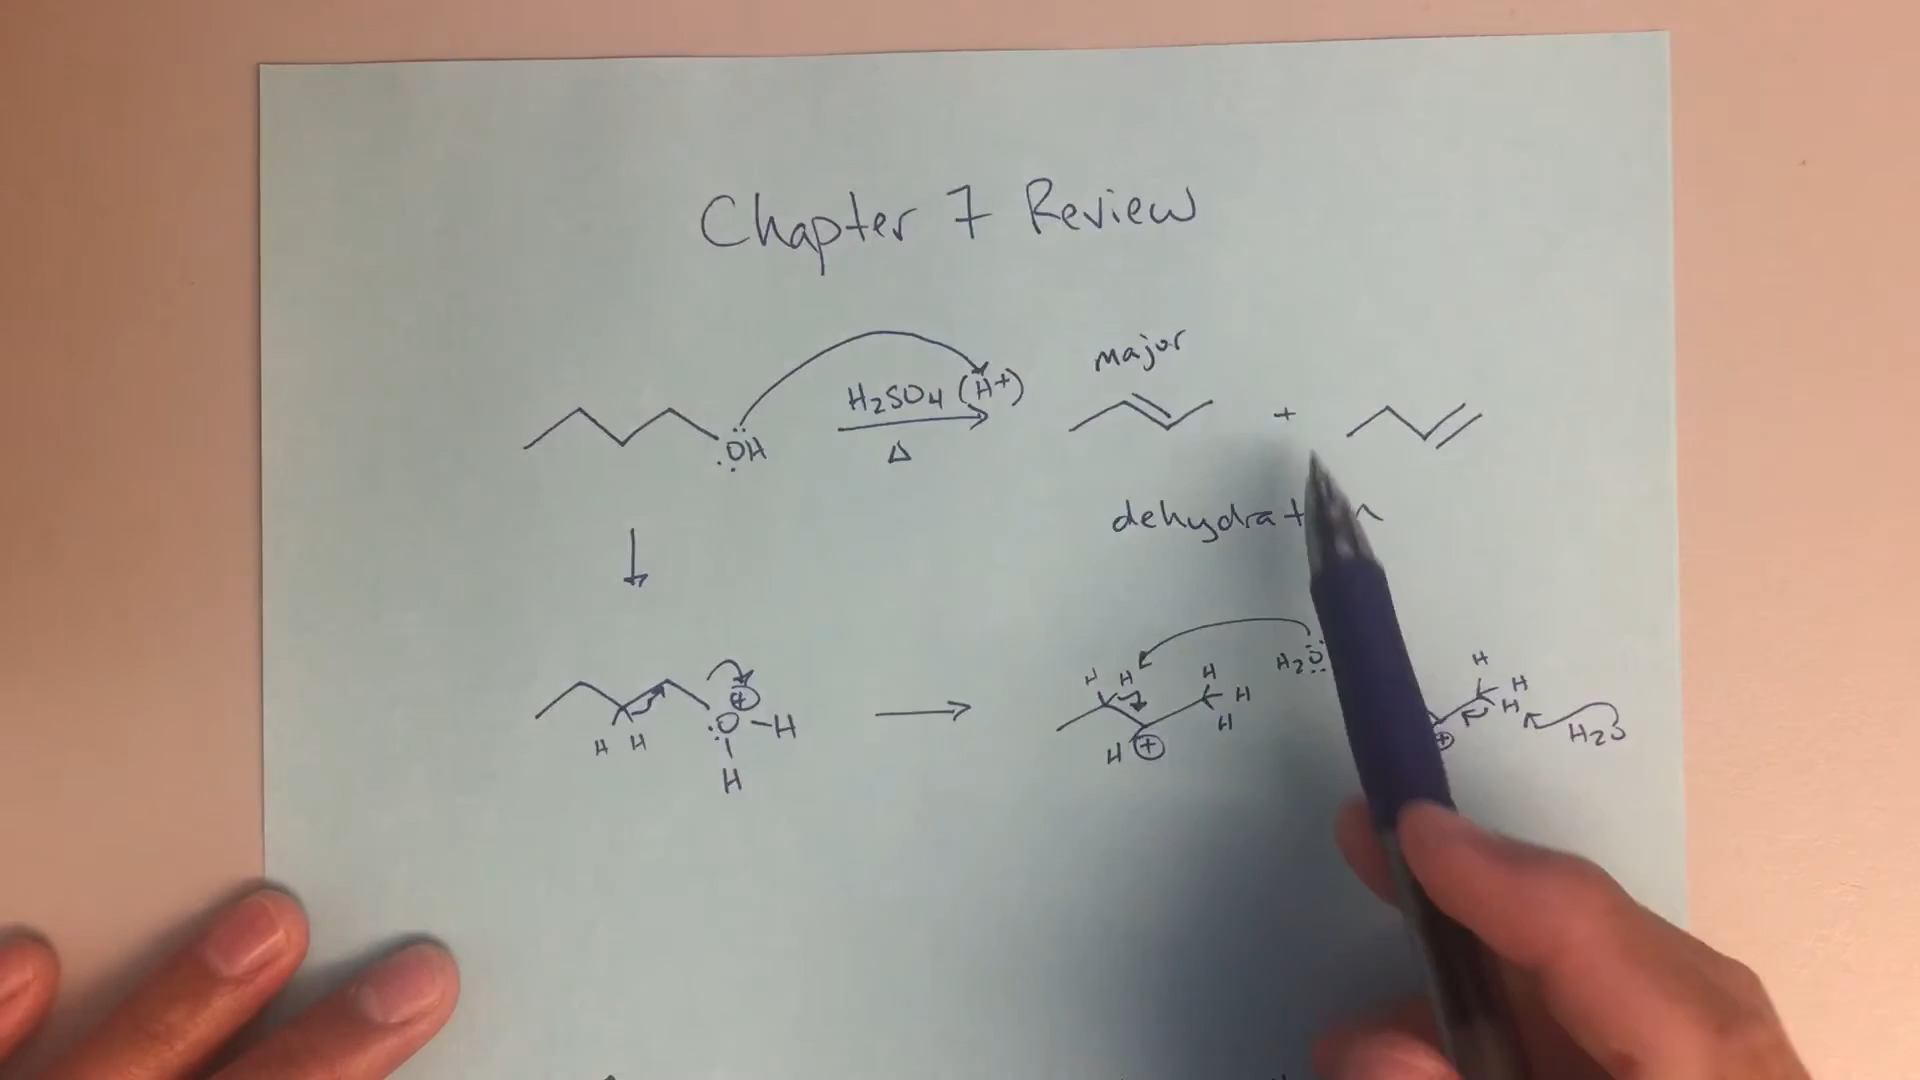 Chapter 7 Review
major
H2SO4 (H+)
OH
Δ
+
H H H H2O H
H
H
H H
⊕
O -H
H
H H
H
H ⊕
⊕
H2O
H